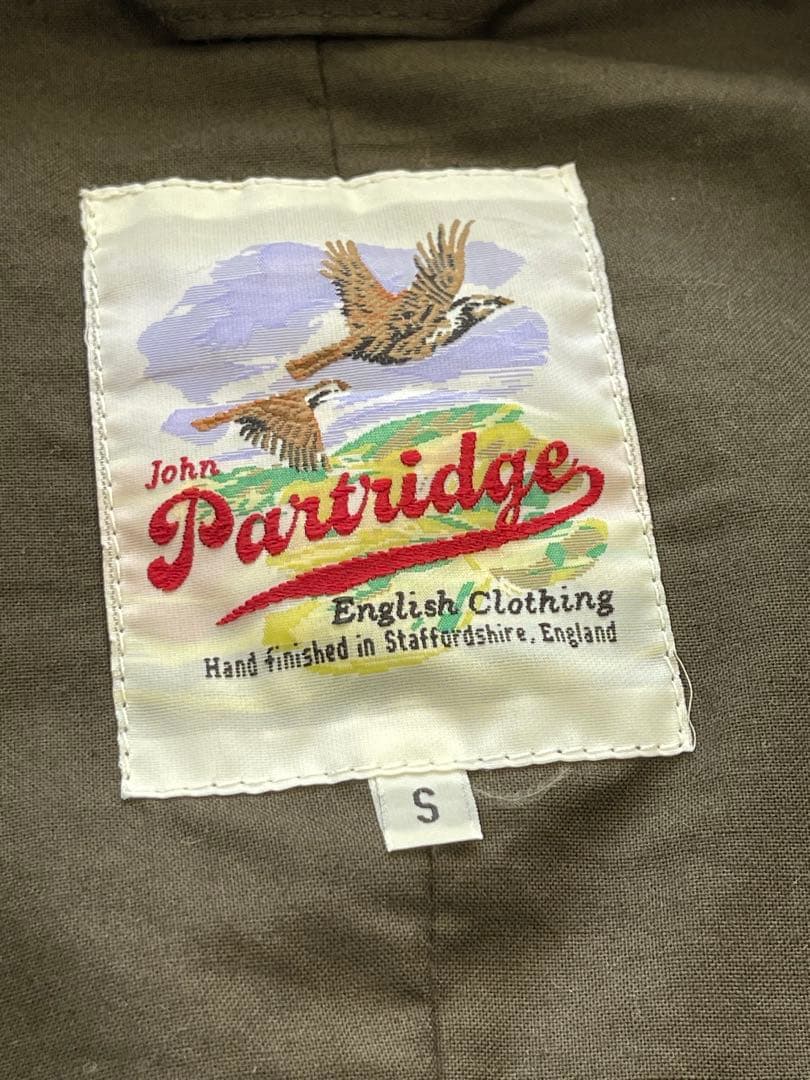 John
Partridge
English Clothing
Hand finished in Staffordshire, England
S